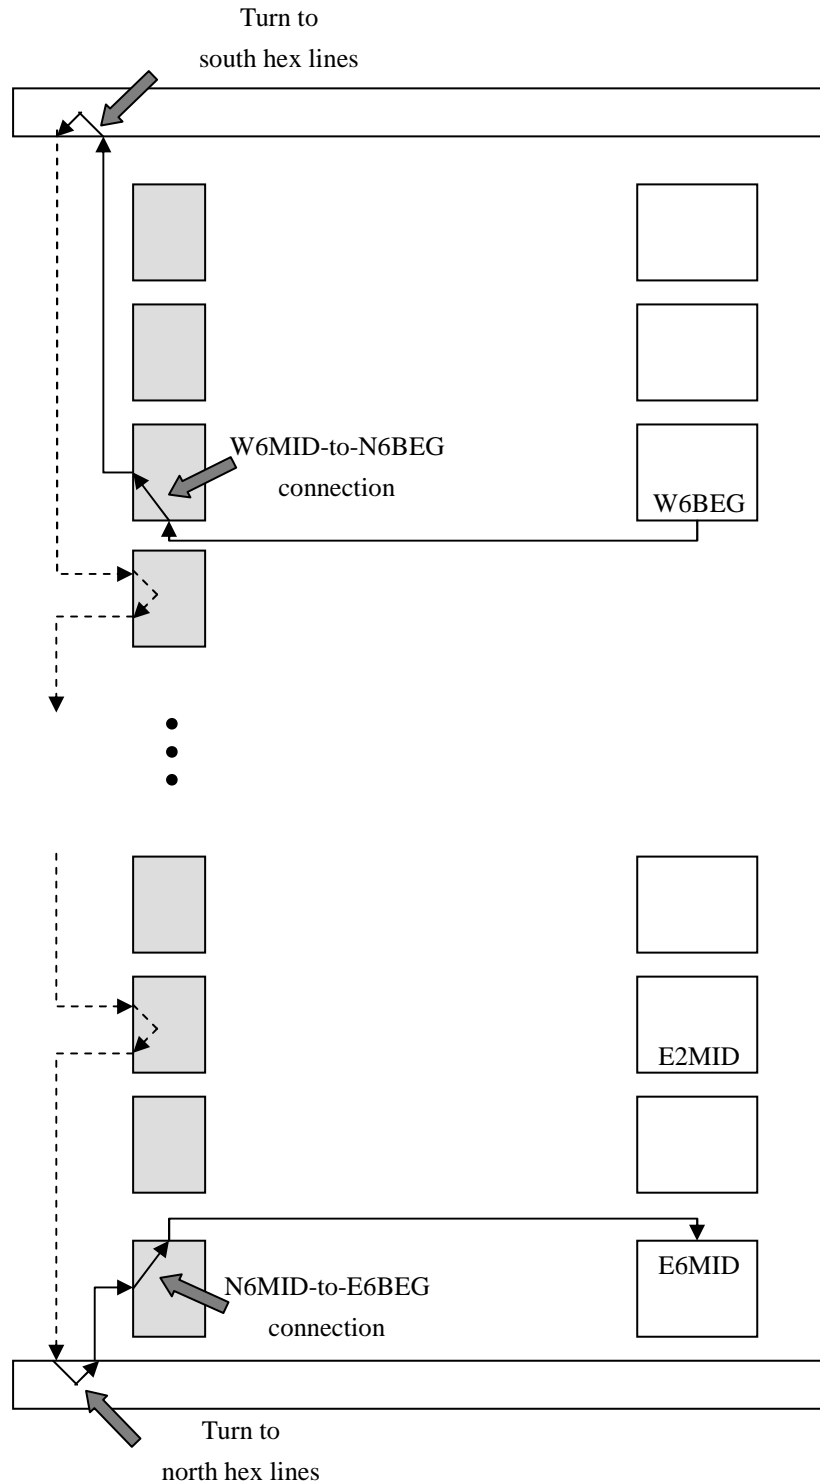 Turn to
south hex lines
W6MID-to-N6BEG
connection
W6BEG
E2MID
E6MID
N6MID-to-E6BEG
connection
Turn to
north hex lines